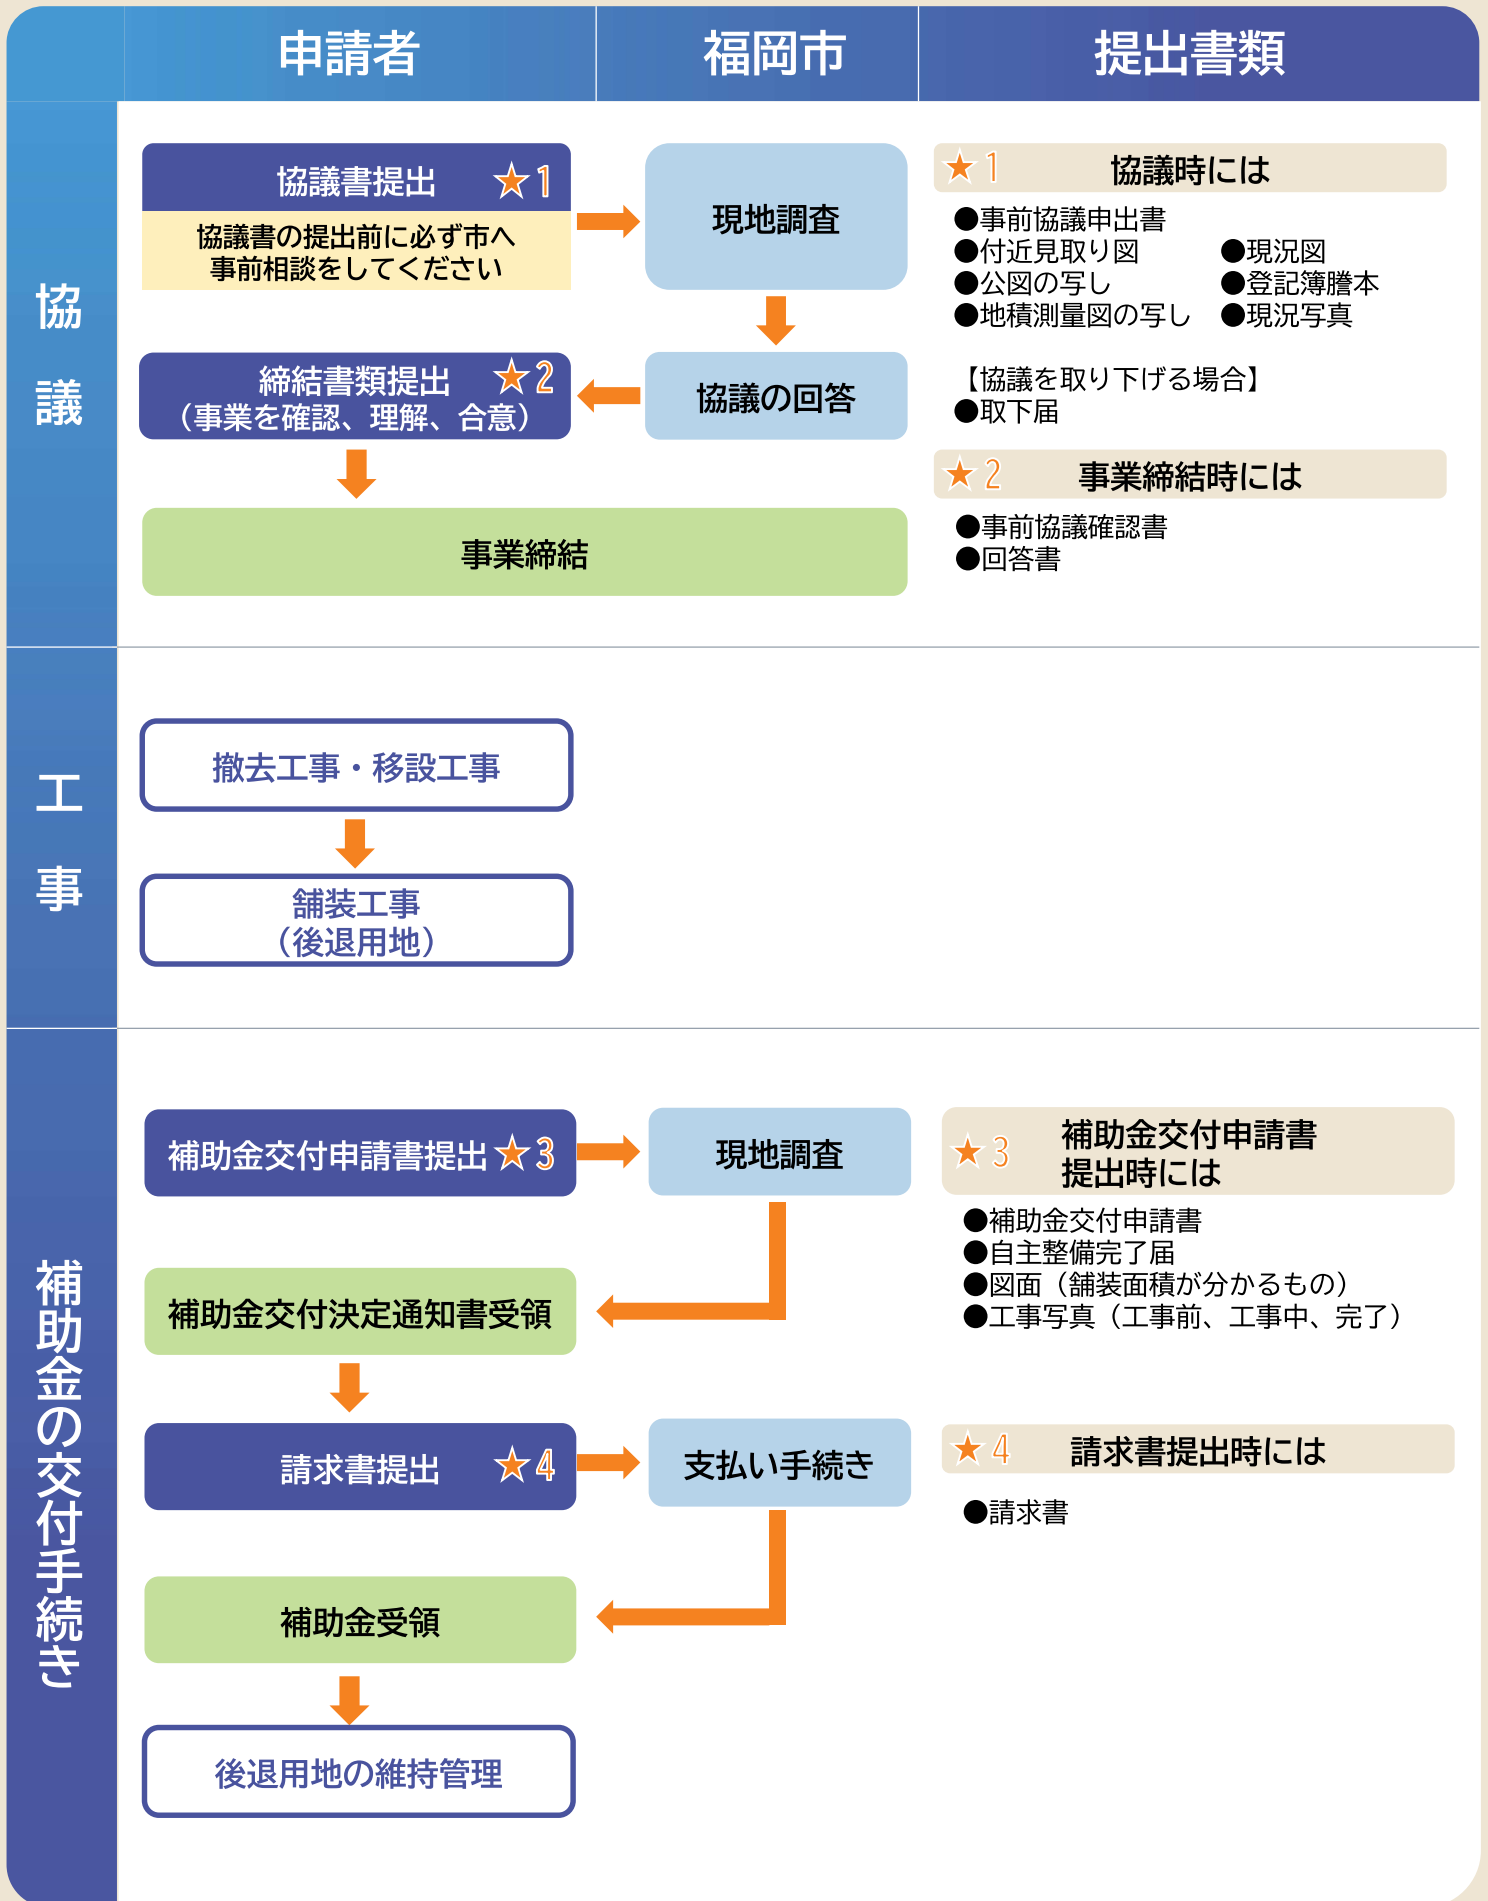 申請者
福岡市
提出書類
協議
協議書提出 ★1
協議書の提出前に必ず市へ
事前相談をしてください
現地調査
協議の回答
締結書類提出 ★2
（事業を確認、理解、合意）
事業締結
★1 協議時には
●事前協議申出書
●付近見取り図 ●現況図
●公図の写し ●登記簿謄本
●地積測量図の写し ●現況写真
【協議を取り下げる場合】
●取下届
★2 事業締結時には
●事前協議確認書
●回答書
工事
撤去工事・移設工事
舗装工事
（後退用地）
補助金の交付手続き
補助金交付申請書提出 ★3
現地調査
補助金交付決定通知書受領
請求書提出 ★4
支払い手続き
補助金受領
後退用地の維持管理
★3 補助金交付申請書
提出時には
●補助金交付申請書
●自主整備完了届
●図面（舗装面積が分かるもの）
●工事写真（工事前、工事中、完了）
★4 請求書提出時には
●請求書